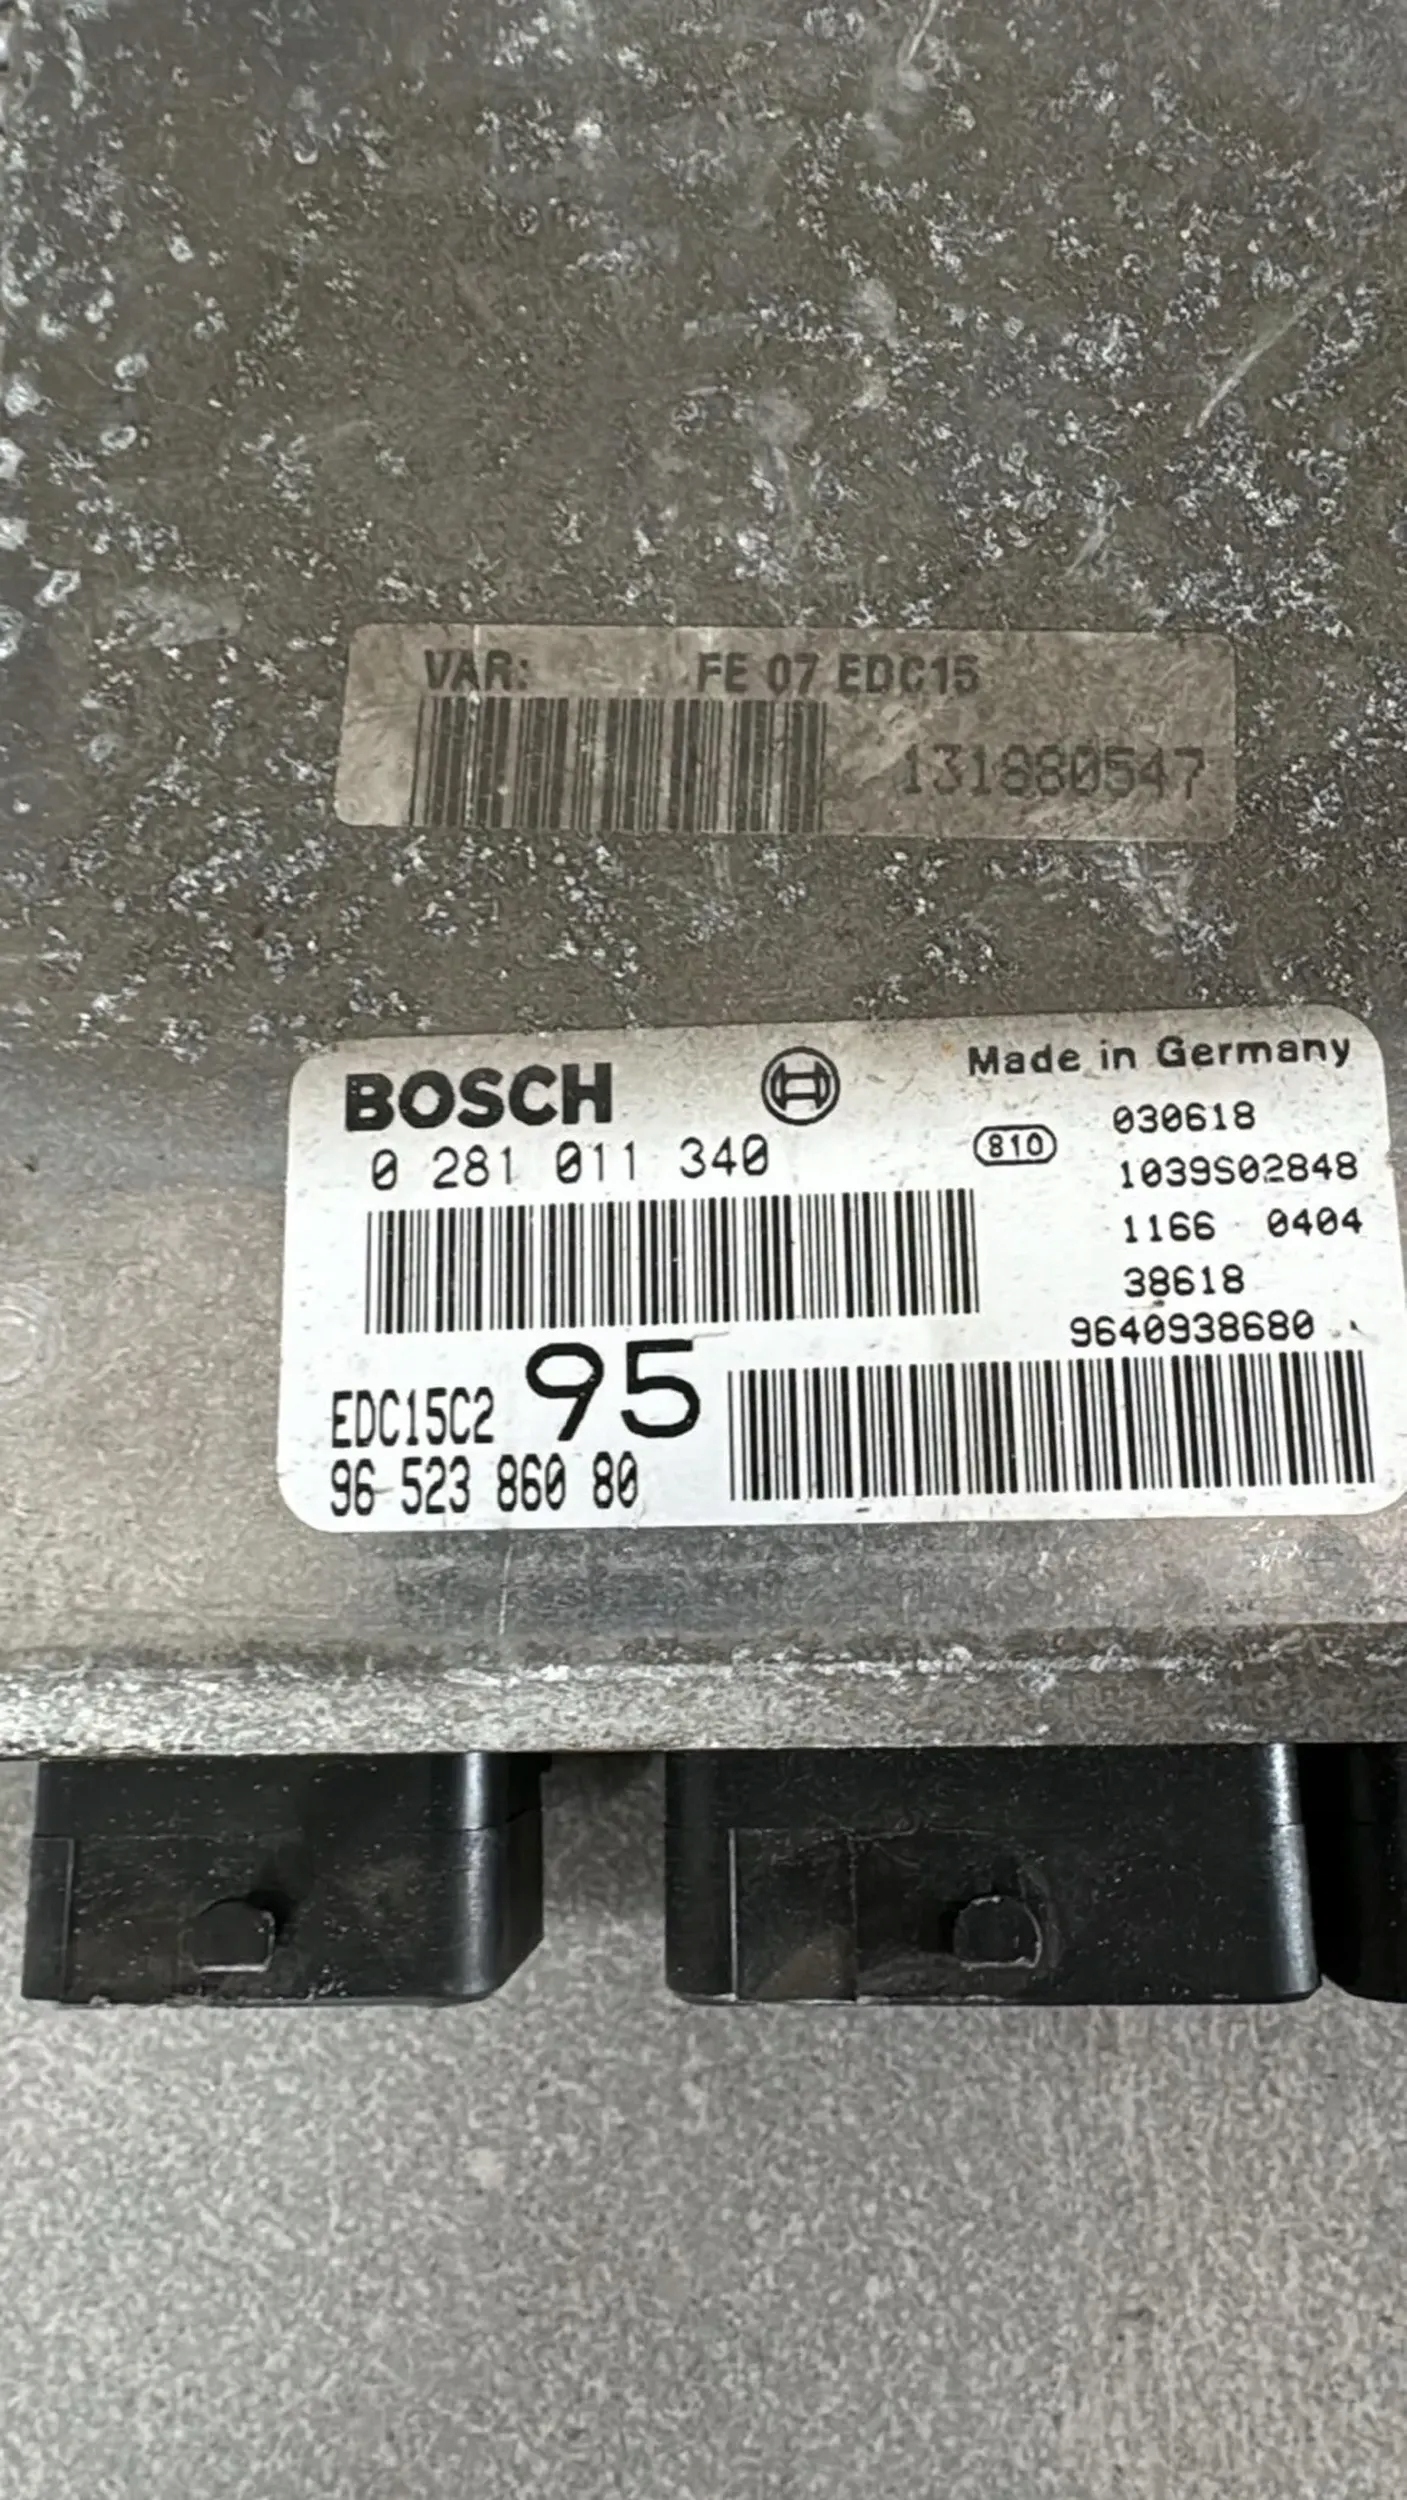 VAR: FE 07 EDC15
131880547
BOSCH
Made in Germany
0 281 011 340
810
030618
1039S02848
1166 0404
38618
9640938680
EDC15C2 95
96 523 860 80